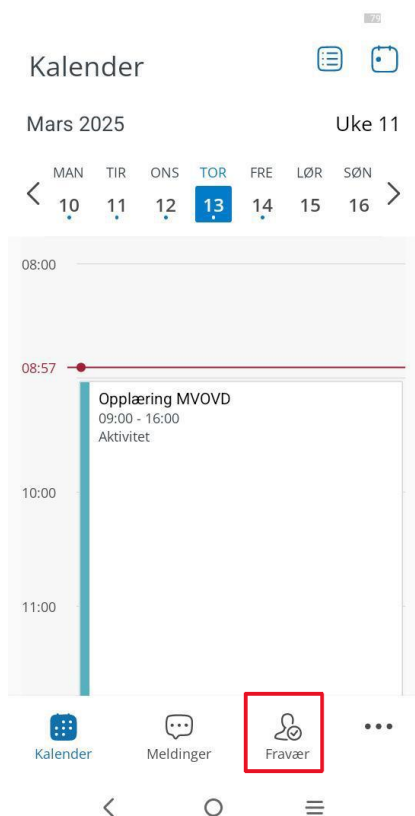 79
Kalender
Mars 2025 Uke 11
MAN TIR ONS TOR FRE LØR SØN
10 11 12 13 14 15 16
08:00
08:57
Opplæring MVOVD
09:00 - 16:00
Aktivitet
10:00
11:00
Kalender Meldinger Fravær